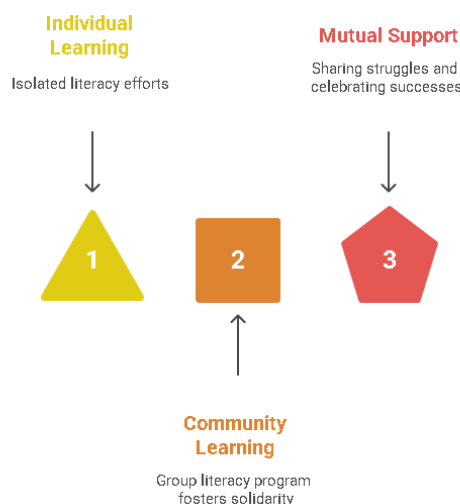 Individual
Learning
Isolated literacy efforts
Mutual Support
Sharing struggles and
celebrating successes
1
2
3
Community
Learning
Group literacy program
fosters solidarity